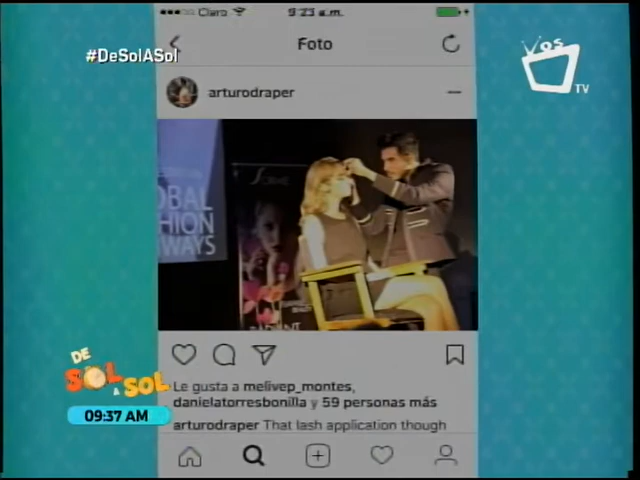 Claro 9:23 a.m.
#DeSolASol
Foto
VOS
TV
arturodraper
OBAL
HION
WAYS
Le gusta a melivep_montes,
danielatorresbonilla y 59 personas más
arturodraper That lash application though
DE
SOL
A SOL
09:37 AM